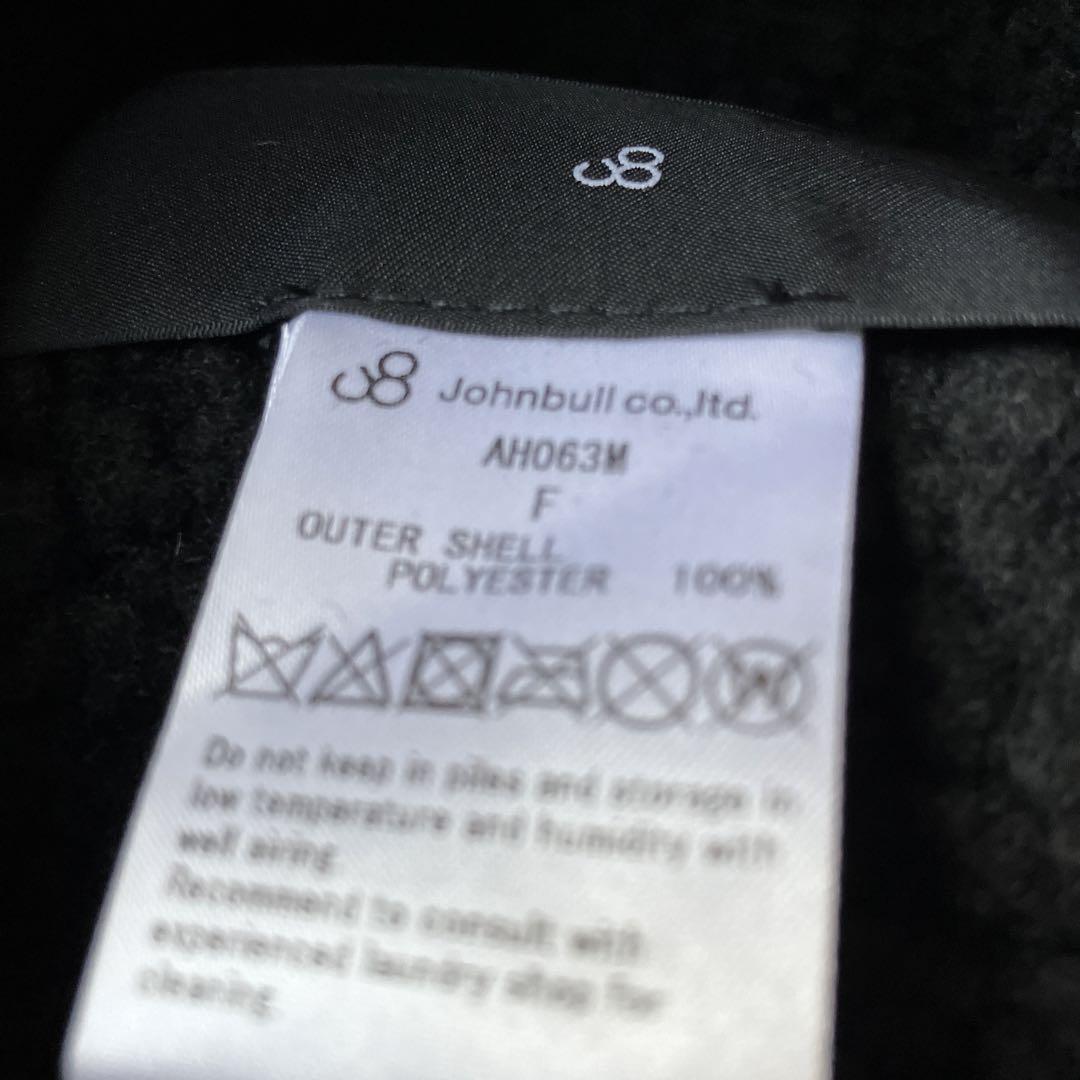 Johnbull co.,ltd.
AH063M
F
OUTER SHELL
POLYESTER 100%
W
Do not keep in piles and storage in
low temperature and humidity with
well airing.
Recommend to consult with
experienced laundry shop for
cleaning.